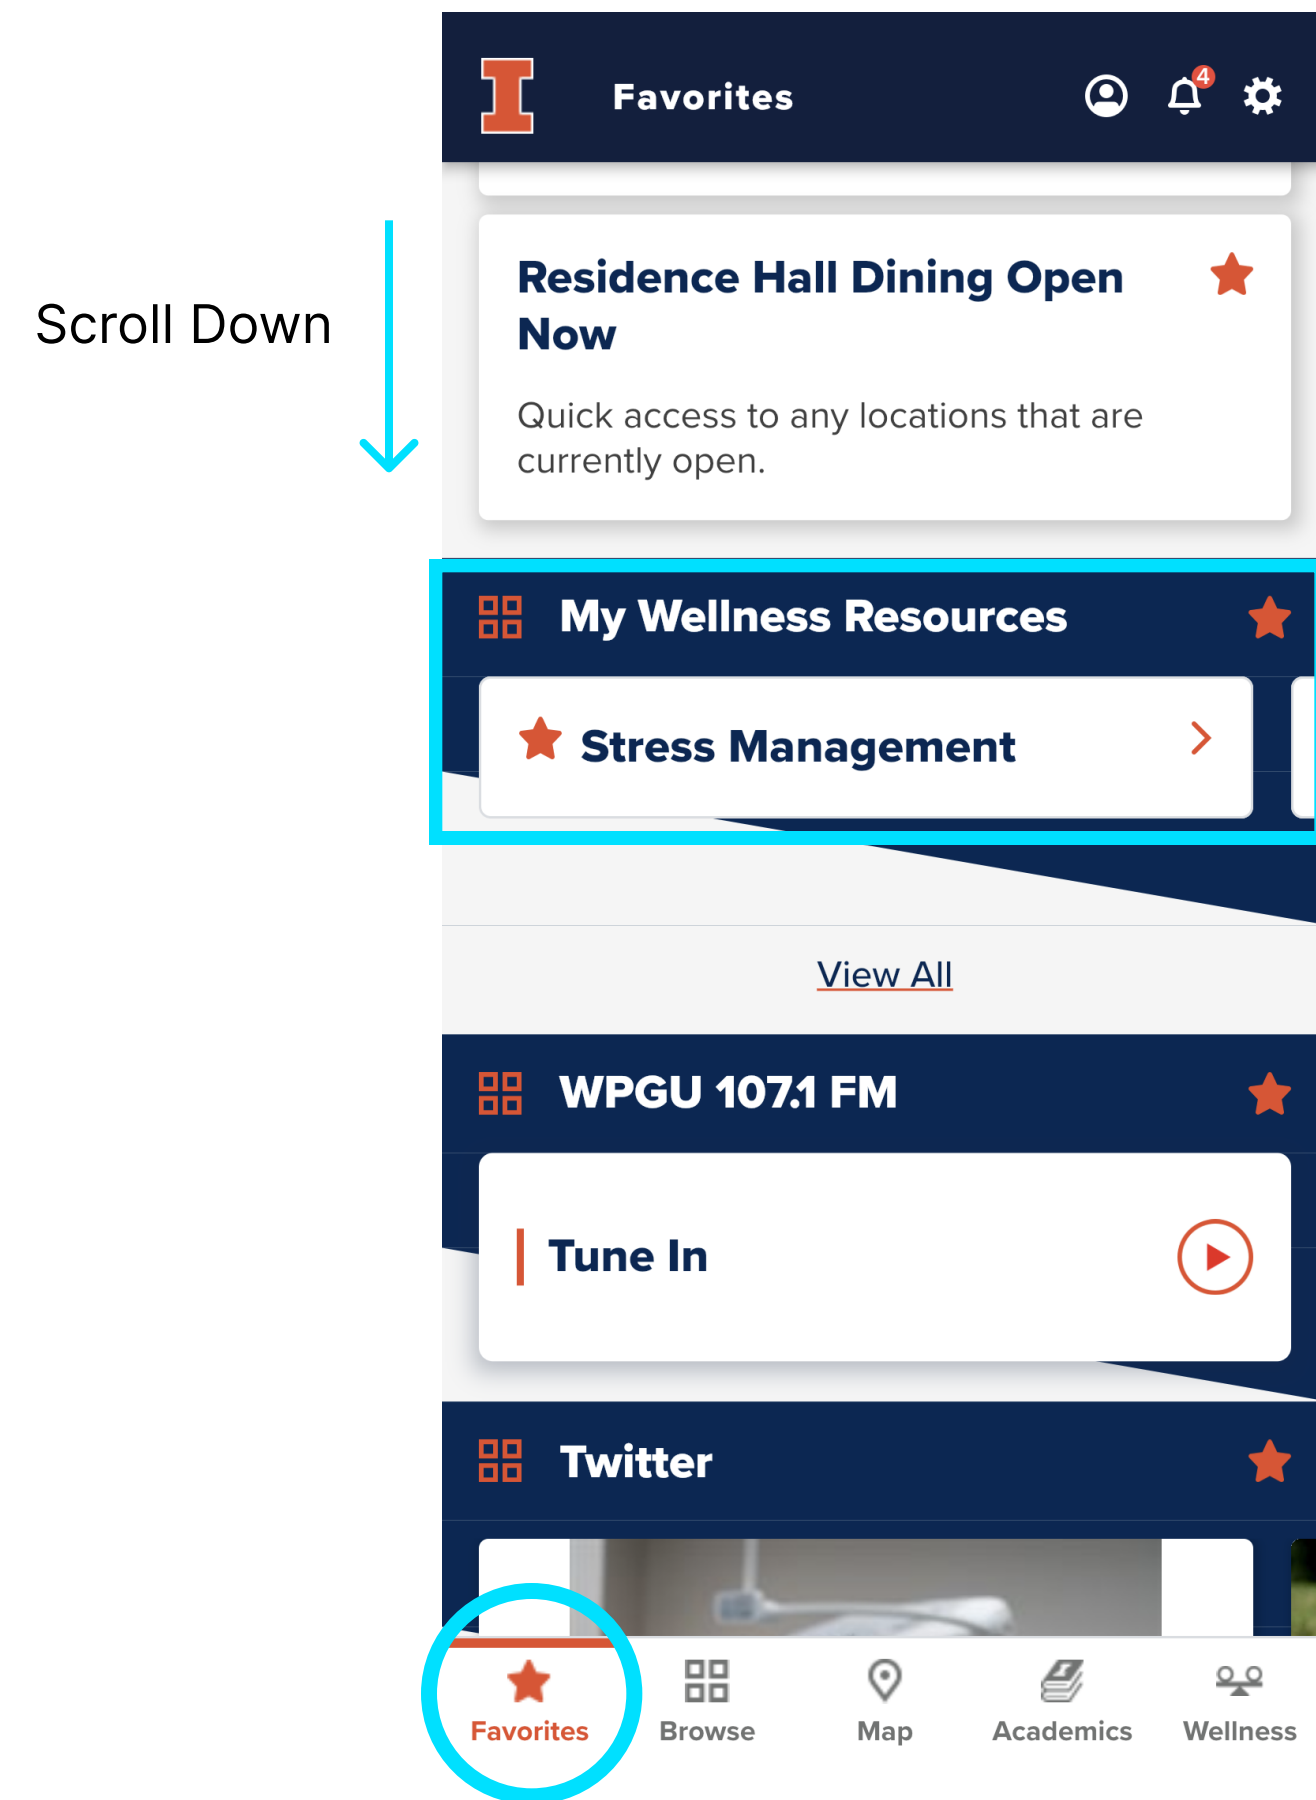 Favorites
4
Scroll Down
Residence Hall Dining Open
Now
Quick access to any locations that are
currently open.
My Wellness Resources
Stress Management
View All
WPGU 107.1 FM
Tune In
Twitter
Favorites
Browse
Map
Academics
Wellness